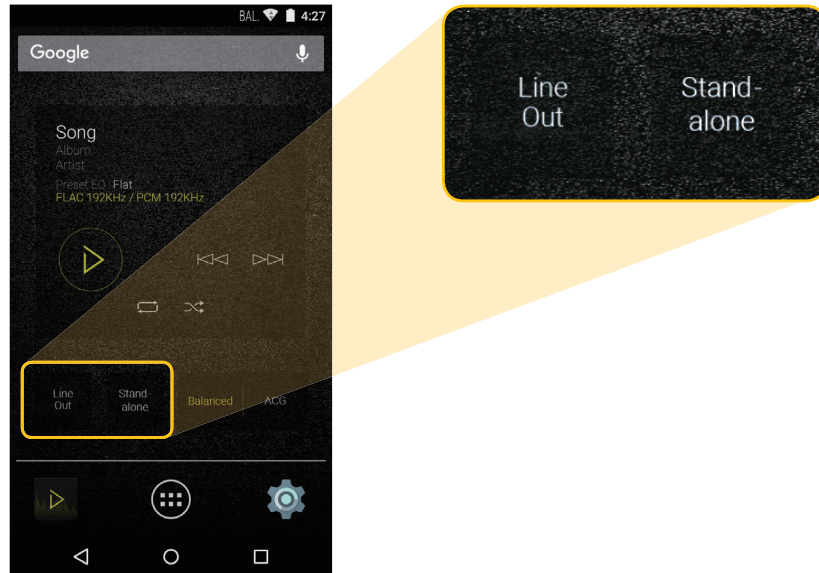 BAL. 4:27
Google
Song
Album
Artist
Preset EQ : Flat
FLAC 192KHz / PCM 192KHz
Line
Out
Stand-
alone
Balanced
ACG
Line
Out
Stand-
alone